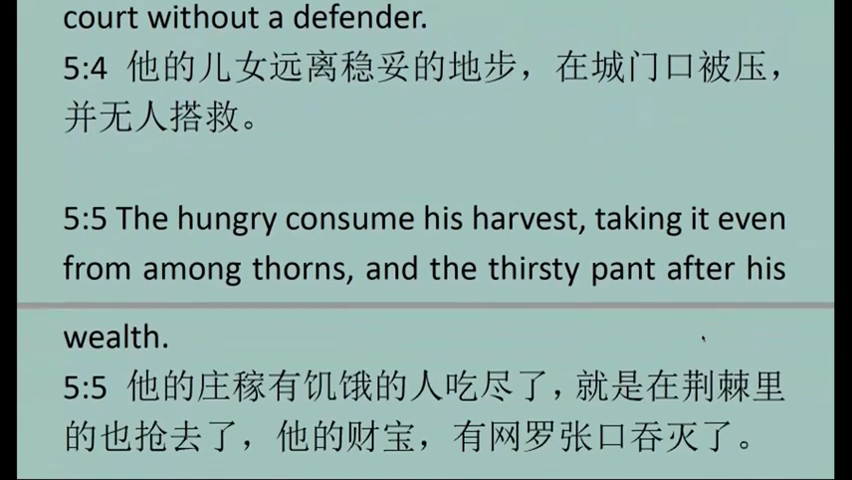 court without a defender.
5:4 他的儿女远离稳妥的地步，在城门口被压，
并无人搭救。
5:5 The hungry consume his harvest, taking it even
from among thorns, and the thirsty pant after his
wealth.
5:5 他的庄稼有饥饿的人吃尽了，就是在荆棘里
的也抢去了，他的财宝，有网罗张口吞灭了。